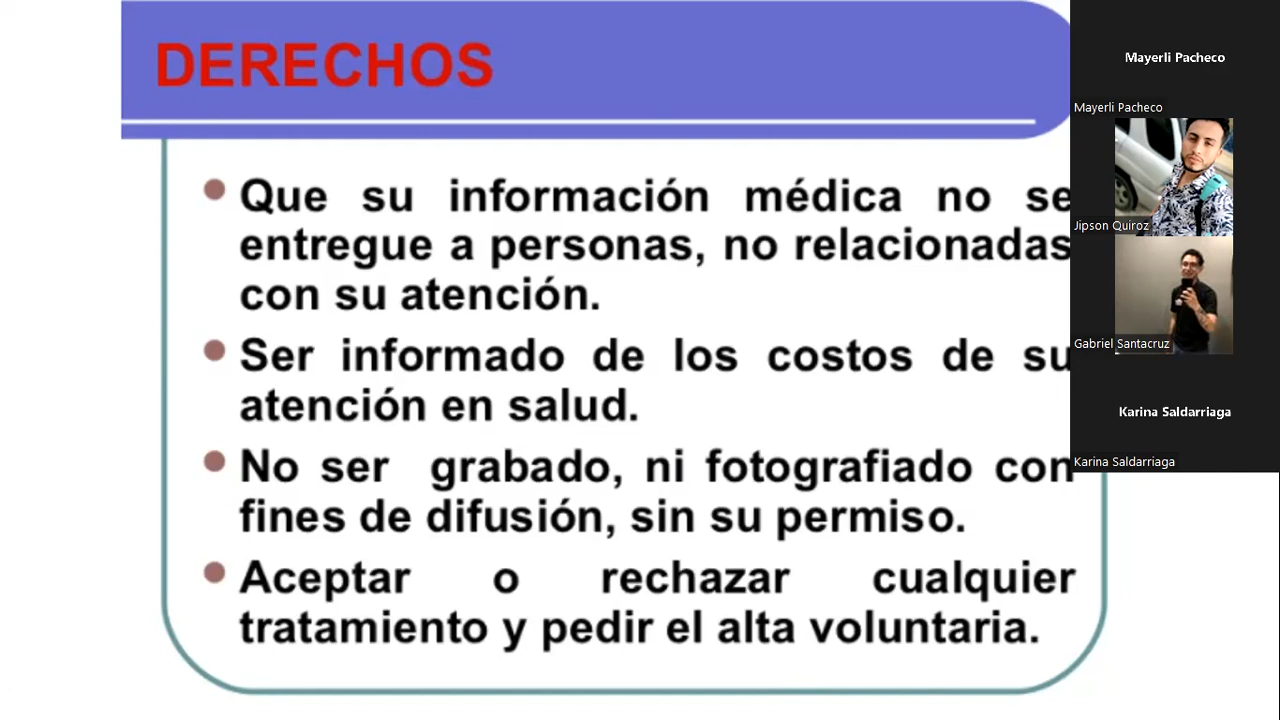 DERECHOS
Que su información médica no se
entregue a personas, no relacionadas
con su atención.
Ser informado de los costos de su
atención en salud.
No ser grabado, ni fotografiado con
fines de difusión, sin su permiso.
Aceptar o rechazar cualquier
tratamiento y pedir el alta voluntaria.
Mayerli Pacheco
Mayerli Pacheco
Jipson Quiroz
Gabriel Santacruz
Karina Saldarriaga
Karina Saldarriaga